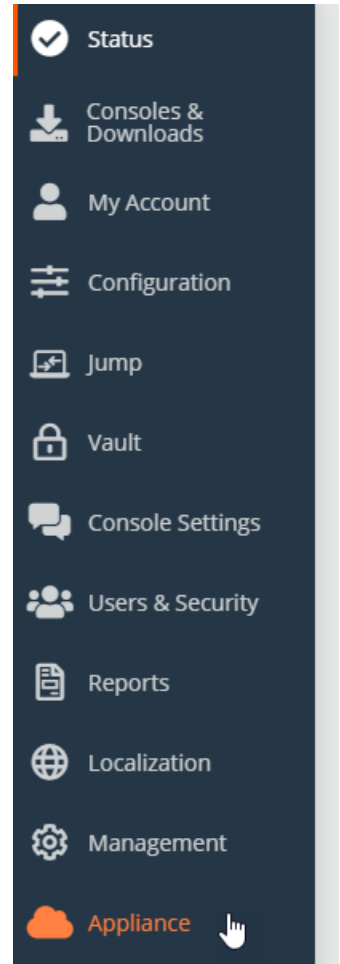 Status
Consoles &
Downloads
My Account
Configuration
Jump
Vault
Console Settings
Users & Security
Reports
Localization
Management
Appliance